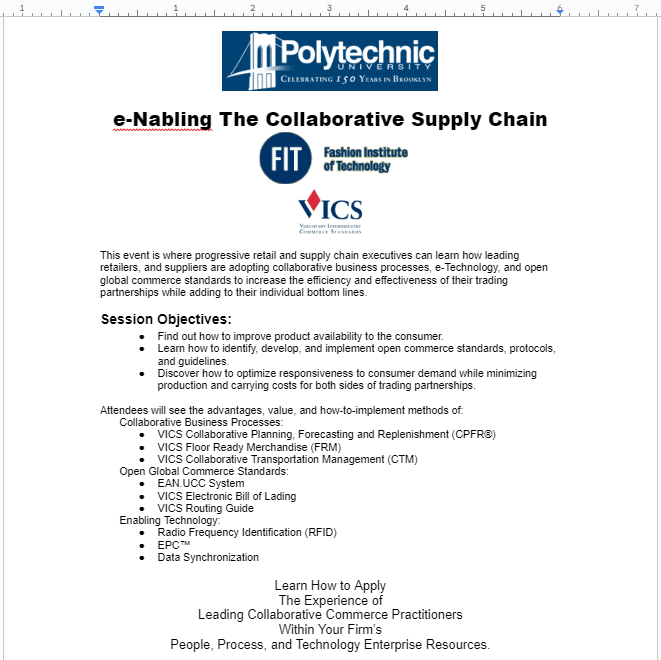 1 1 2 3 4 5 6 7
Polytechnic
UNIVERSITY
CELEBRATING 150 YEARS IN BROOKLYN
e-Nabling The Collaborative Supply Chain
FIT Fashion Institute
of Technology
VICS
VOLUNTARY INTERINDUSTRY
COMMERCE STANDARDS
This event is where progressive retail and supply chain executives can learn how leading
retailers, and suppliers are adopting collaborative business processes, e-Technology, and open
global commerce standards to increase the efficiency and effectiveness of their trading
partnerships while adding to their individual bottom lines.
Session Objectives:
● Find out how to improve product availability to the consumer.
● Learn how to identify, develop, and implement open commerce standards, protocols,
and guidelines.
● Discover how to optimize responsiveness to consumer demand while minimizing
production and carrying costs for both sides of trading partnerships.
Attendees will see the advantages, value, and how-to-implement methods of:
Collaborative Business Processes:
● VICS Collaborative Planning, Forecasting and Replenishment (CPFR®)
● VICS Floor Ready Merchandise (FRM)
● VICS Collaborative Transportation Management (CTM)
Open Global Commerce Standards:
● EAN.UCC System
● VICS Electronic Bill of Lading
● VICS Routing Guide
Enabling Technology:
● Radio Frequency Identification (RFID)
● EPC™
● Data Synchronization
Learn How to Apply
The Experience of
Leading Collaborative Commerce Practitioners
Within Your Firm's
People, Process, and Technology Enterprise Resources.